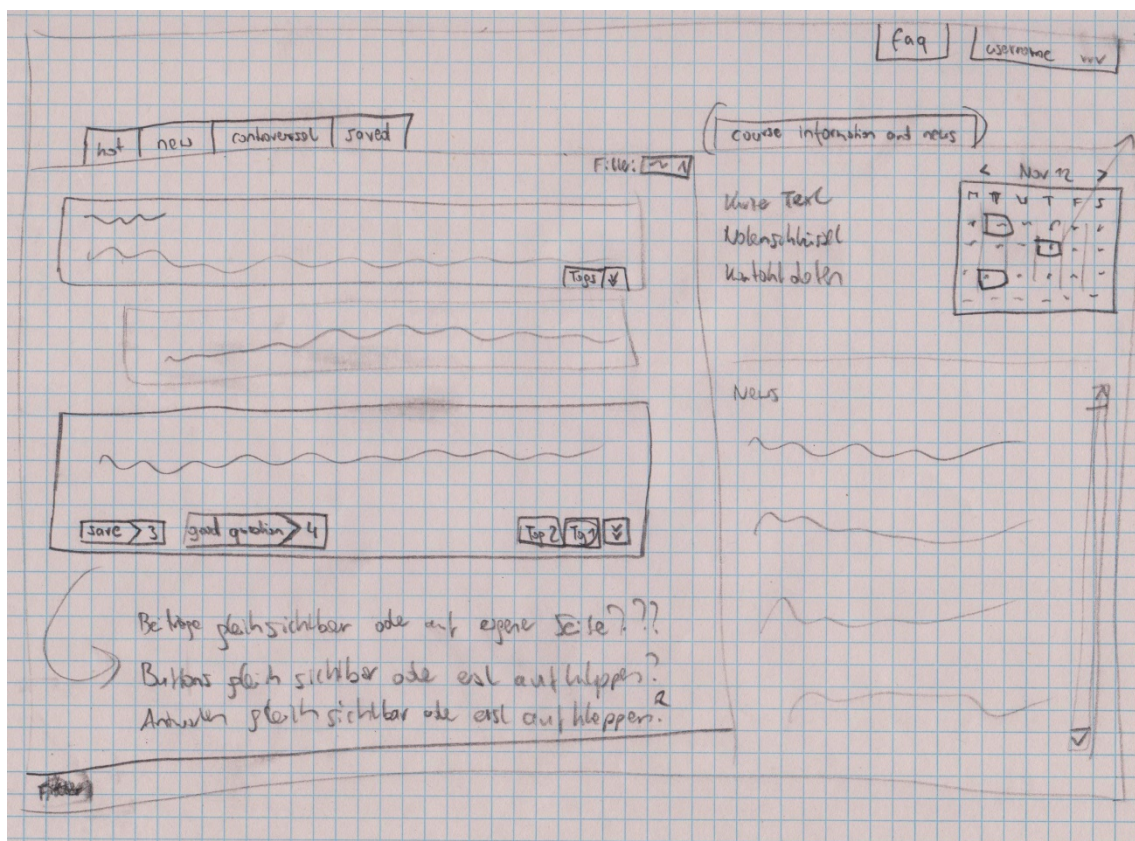 faq
username vvv
hot new controversal saved
course information and news
Filter:
< Nov 12 >
M T W T F S
Kurze Text
Notenschlüssel
Kontaktdaten
Tags
News
save > 3 good question > 4
Top 2 Tag 1
Beiträge gleich sichtbar oder auf eigene Seite???
Buttons gleich sichtbar oder erst aufklappen?
Antworten gleich sichtbar oder erst aufklappen?